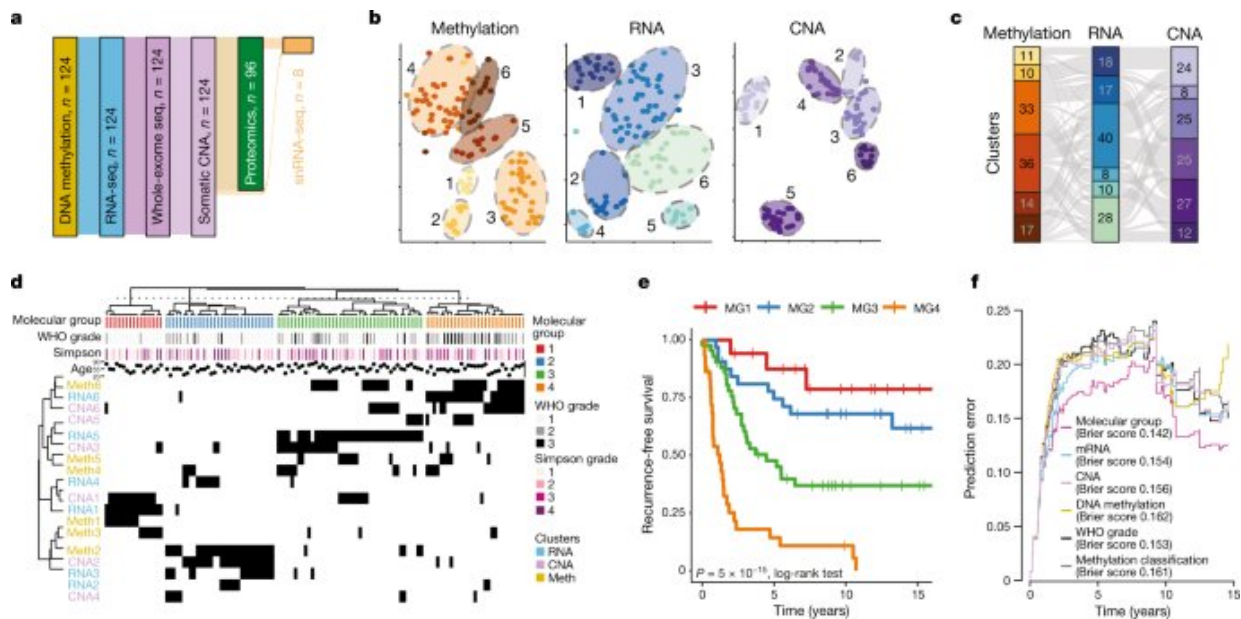 a
DNA methylation, n = 124
RNA-seq, n = 124
Whole-exome seq, n = 124
Somatic CNA, n = 124
Proteomics, n = 96
snRNA-seq, n = 8
b
Methylation
4
6
5
1
2
3
RNA
1
3
2
6
4
5
CNA
2
4
1
3
6
5
c
Methylation RNA CNA
Clusters
11
10
33
36
14
17
18
17
40
8
10
28
24
8
25
25
27
12
d
Molecular group
WHO grade
Simpson
Age
Meth6
RNA6
CNA6
CNA5
RNA5
CNA3
Meth5
Meth4
RNA4
CNA1
RNA1
Meth1
Meth3
Meth2
CNA2
RNA3
RNA2
CNA4
Molecular
group
1
2
3
4
WHO grade
1
2
3
Simpson grade
1
2
3
4
Clusters
RNA
CNA
Meth
e
MG1 MG2 MG3 MG4
Recurrence-free survival
1.00
0.75
0.50
0.25
0
P = 5 × 10⁻¹⁵, log-rank test
0 5 10 15
Time (years)
f
Prediction error
0.25
0.20
0.15
0.10
0.05
0
Molecular group
(Brier score 0.142)
mRNA
(Brier score 0.154)
CNA
(Brier score 0.156)
DNA methylation
(Brier score 0.162)
WHO grade
(Brier score 0.153)
Methylation classification
(Brier score 0.161)
0 5 10 15
Time (years)